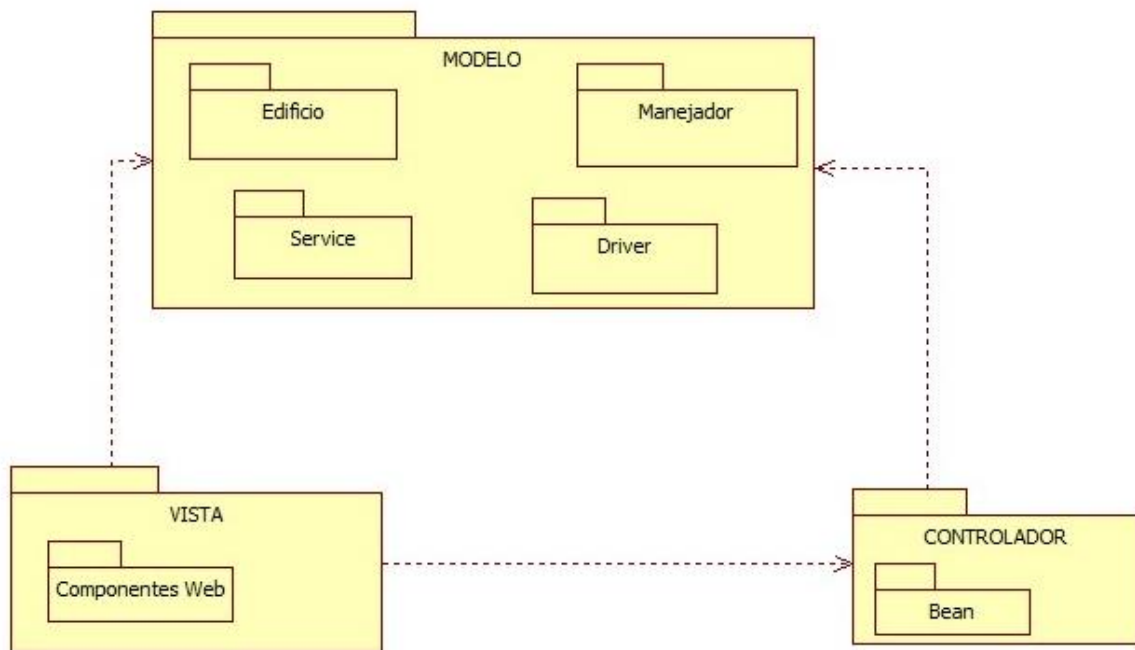 MODELO
Edificio
Manejador
Service
Driver
VISTA
Componentes Web
CONTROLADOR
Bean